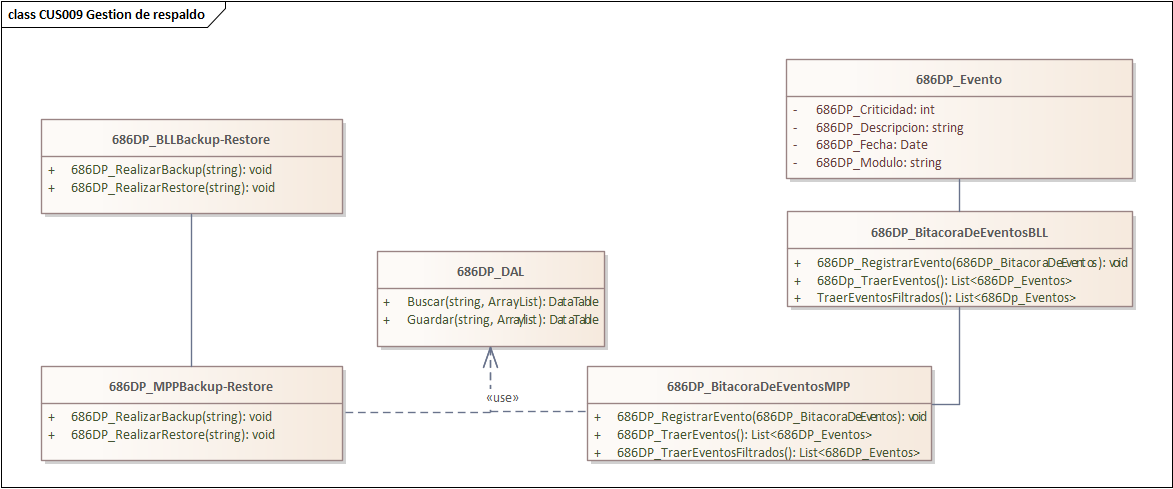 class CUS009 Gestion de respaldo
686DP_Evento
- 686DP_Criticidad: int
- 686DP_Descripcion: string
- 686DP_Fecha: Date
- 686DP_Modulo: string
686DP_BLLBackup-Restore
+ 686DP_RealizarBackup(string): void
+ 686DP_RealizarRestore(string): void
686DP_BitacoraDeEventosBLL
+ 686DP_RegistrarEvento(686DP_BitacoraDeEventos): void
+ 686Dp_TraerEventos(): List<686DP_Eventos>
+ TraerEventosFiltrados(): List<686Dp_Eventos>
686DP_DAL
+ Buscar(string, ArrayList): DataTable
+ Guardar(string, Arraylist): DataTable
686DP_MPPBackup-Restore
+ 686DP_RealizarBackup(string): void
+ 686DP_RealizarRestore(string): void
«use»
686DP_BitacoraDeEventosMPP
+ 686DP_RegistrarEvento(686DP_BitacoraDeEventos): void
+ 686DP_TraerEventos(): List<686DP_Eventos>
+ 686DP_TraerEventosFiltrados(): List<686DP_Eventos>